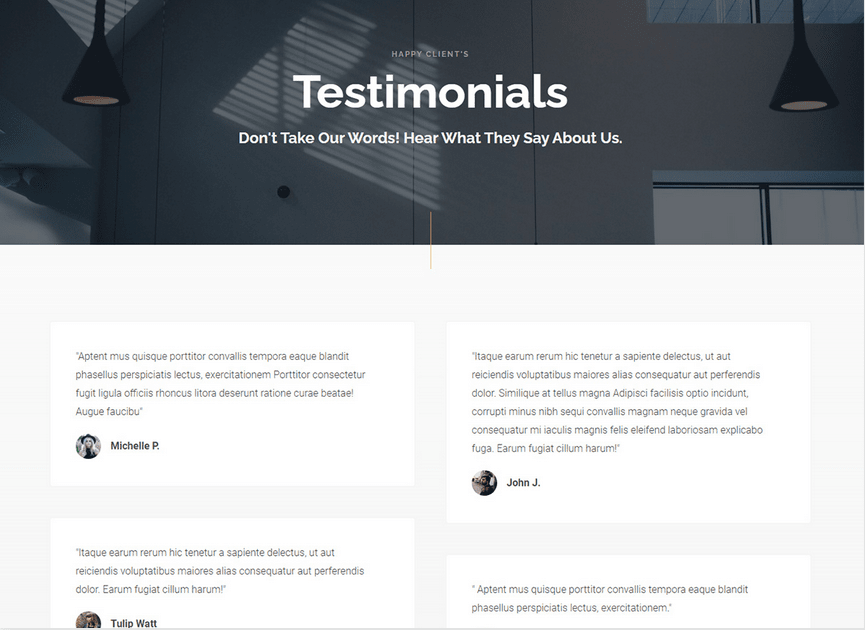 HAPPY CLIENT'S
Testimonials
Don't Take Our Words! Hear What They Say About Us.
"Aptent mus quisque porttitor convallis tempora eaque blandit
phasellus perspiciatis lectus, exercitationem Porttitor consectetur
fugit ligula officiis rhoncus litora deserunt ratione curae beatae!
Augue faucibu"
Michelle P.
"Itaque earum rerum hic tenetur a sapiente delectus, ut aut
reiciendis voluptatibus maiores alias consequatur aut perferendis
dolor. Earum fugiat cillum harum!"
Tulip Watt
"Itaque earum rerum hic tenetur a sapiente delectus, ut aut
reiciendis voluptatibus maiores alias consequatur aut perferendis
dolor. Similique at tellus magna Adipisci facilisis optio incidunt,
corrupti minus nibh sequi convallis magnam neque gravida vel
consequatur mi iaculis magnis felis eleifend laboriosam explicabo
fuga. Earum fugiat cillum harum!"
John J.
" Aptent mus quisque porttitor convallis tempora eaque blandit
phasellus perspiciatis lectus, exercitationem."